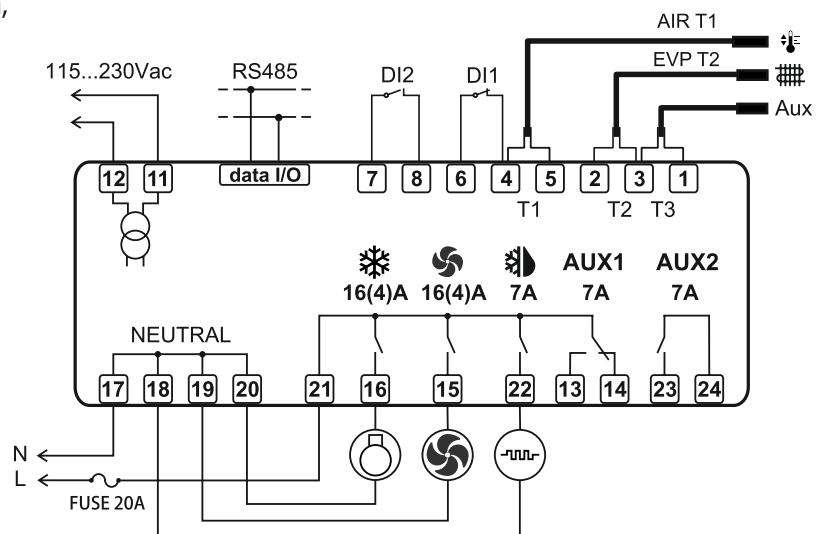 AIR T1
115...230Vac RS485 DI2 DI1 EVP T2
Aux
12 11 data I/O 7 8 6 4 5 2 3 1
T1 T2 T3
AUX1 AUX2
16(4)A 16(4)A 7A 7A 7A
NEUTRAL
17 18 19 20 21 16 15 22 13 14 23 24
N
L
FUSE 20A